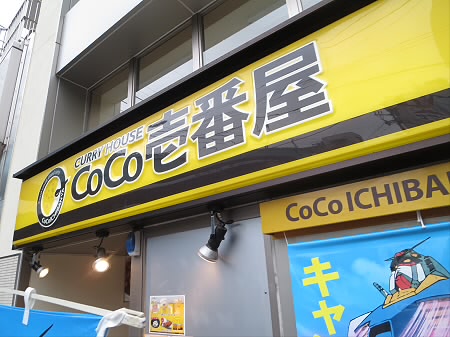 CURRY HOUSE
CoCo壱番屋
CoCo ICHIBA
キャ